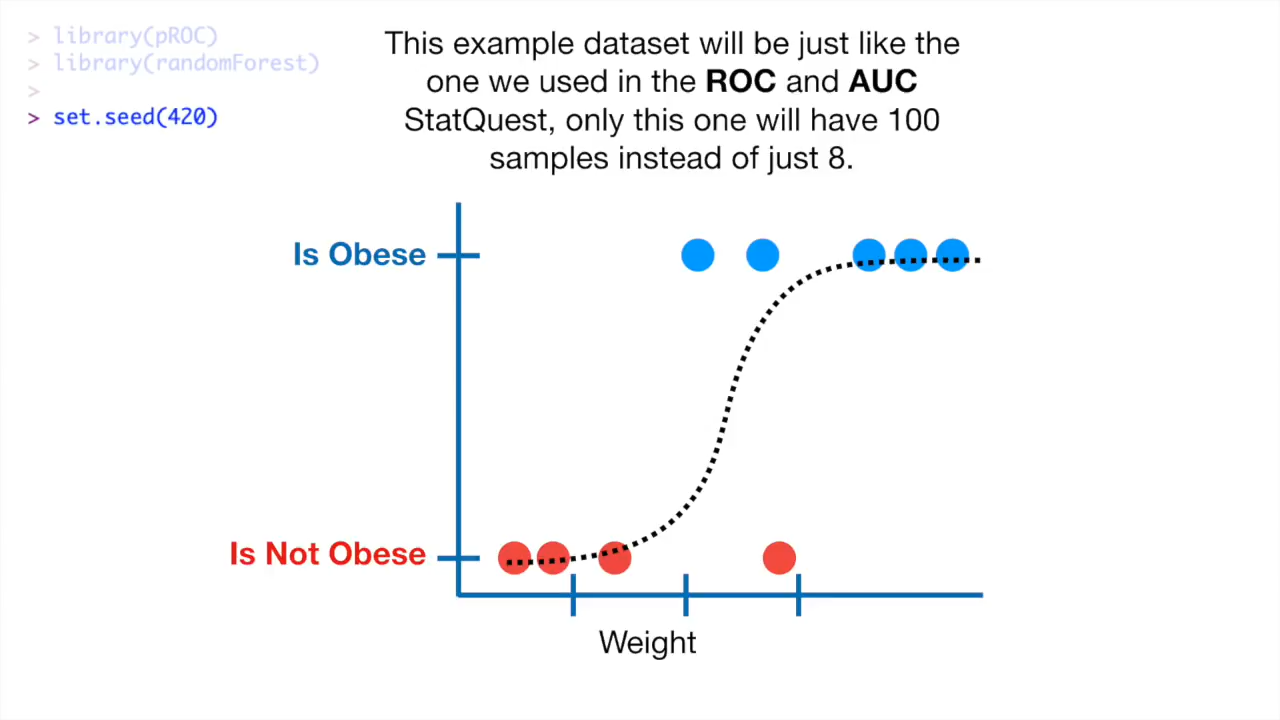 > library(pROC)
> library(randomForest)
>
> set.seed(420)
This example dataset will be just like the
one we used in the ROC and AUC
StatQuest, only this one will have 100
samples instead of just 8.
Is Obese
Is Not Obese
Weight